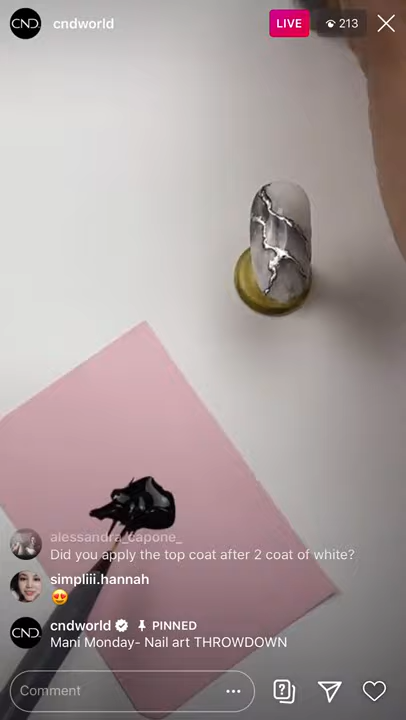 CND
cndworld
LIVE
213
alessandra_capone_
Did you apply the top coat after 2 coat of white?
simpliii.hannah
CND
cndworld PINNED
Mani Monday- Nail art THROWDOWN
Comment